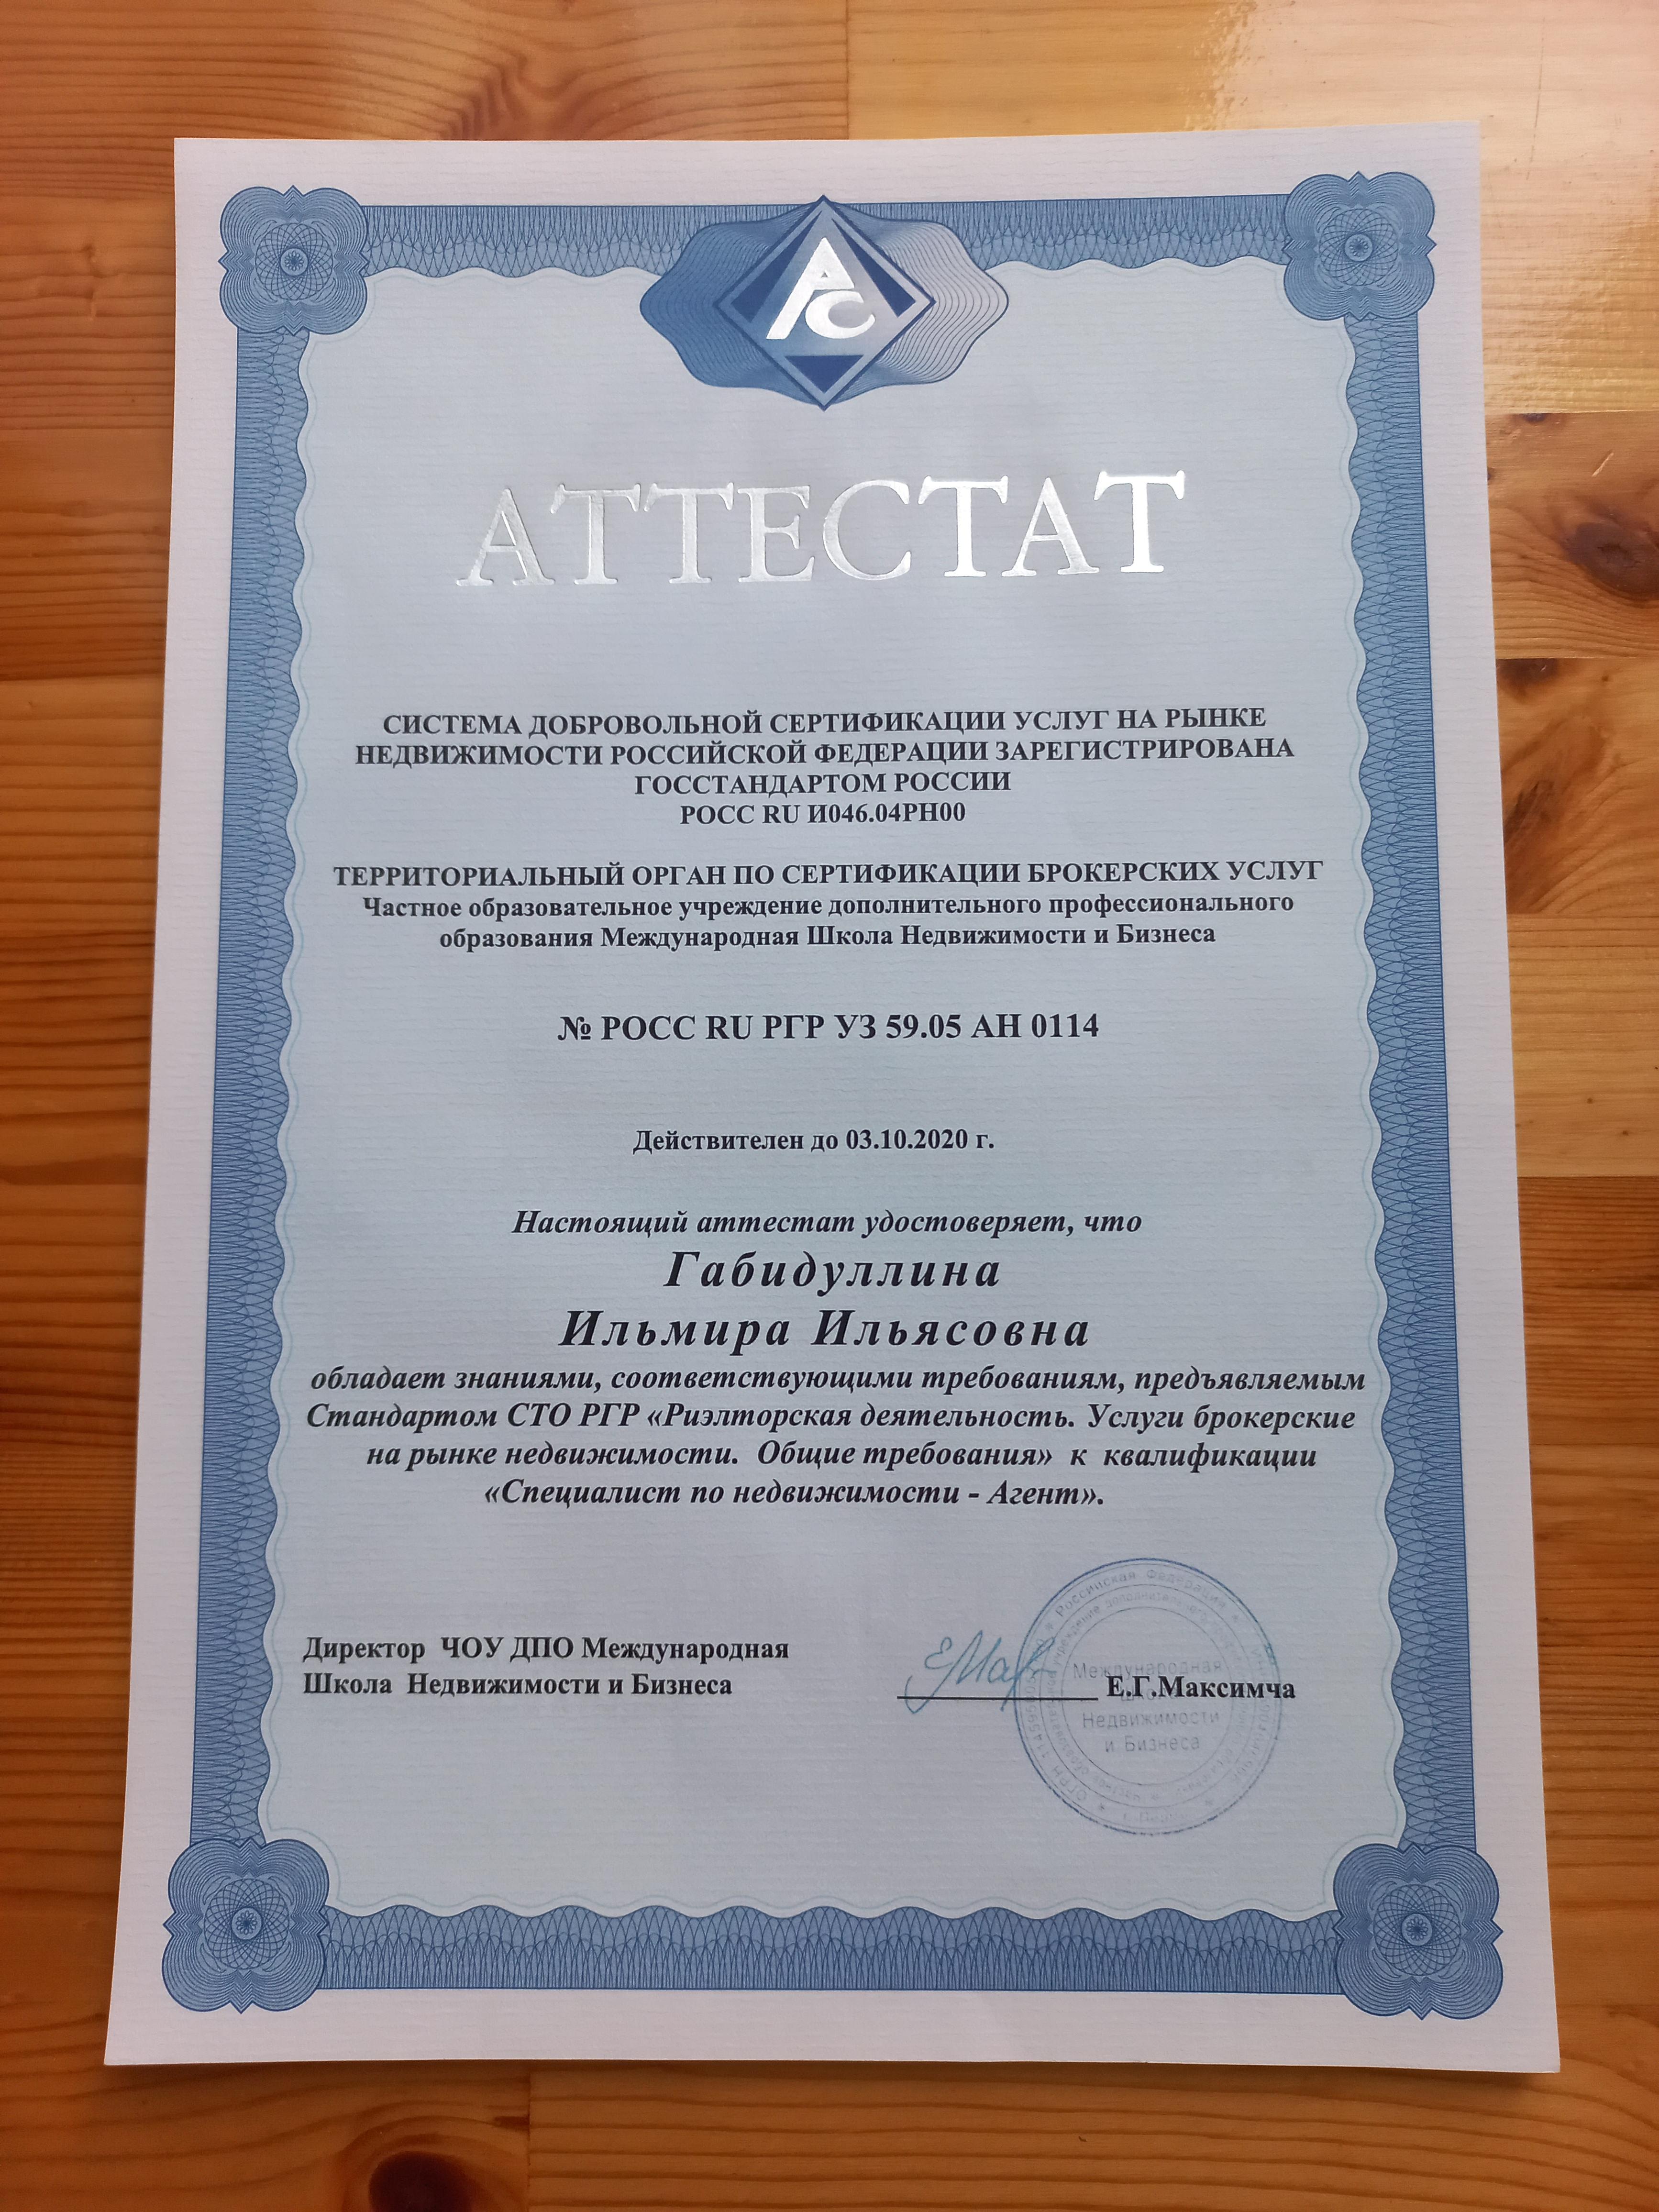 АС
АТТЕСТАТ
СИСТЕМА ДОБРОВОЛЬНОЙ СЕРТИФИКАЦИИ УСЛУГ НА РЫНКЕ
НЕДВИЖИМОСТИ РОССИЙСКОЙ ФЕДЕРАЦИИ ЗАРЕГИСТРИРОВАНА
ГОССТАНДАРТОМ РОССИИ
РОСС RU И046.04РН00
ТЕРРИТОРИАЛЬНЫЙ ОРГАН ПО СЕРТИФИКАЦИИ БРОКЕРСКИХ УСЛУГ
Частное образовательное учреждение дополнительного профессионального
образования Международная Школа Недвижимости и Бизнеса
№ РОСС RU РГР УЗ 59.05 АН 0114
Действителен до 03.10.2020 г.
Настоящий аттестат удостоверяет, что
Габидуллина
Ильмира Ильясовна
обладает знаниями, соответствующими требованиям, предъявляемым
Стандартом СТО РГР «Риэлторская деятельность. Услуги брокерские
на рынке недвижимости. Общие требования» к квалификации
«Специалист по недвижимости - Агент».
Директор ЧОУ ДПО Международная
Школа Недвижимости и Бизнеса
Е.Г.Максимча
Российская Федерация
Международная
Школа
Недвижимости
и Бизнеса